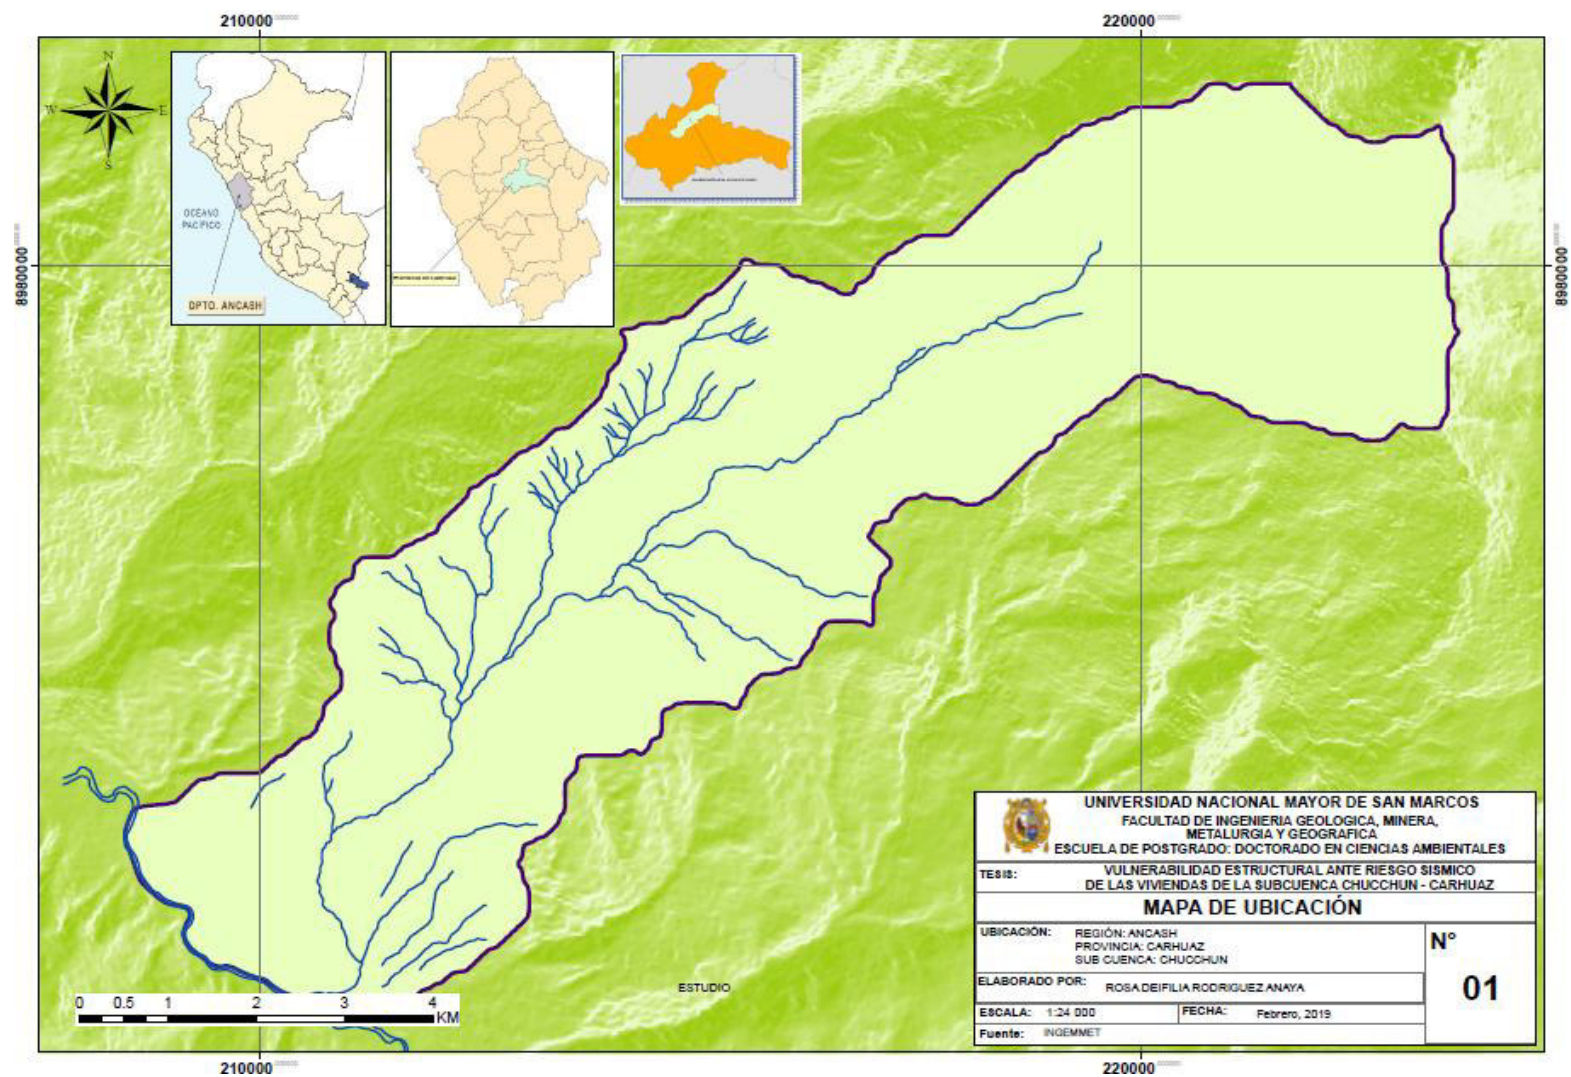 210000
220000
N
W
E
S
OCEANO
PACIFICO
DPTO. ANCASH
8980000
8980000
ESTUDIO
0 0.5 1 2 3 4
KM
UNIVERSIDAD NACIONAL MAYOR DE SAN MARCOS
FACULTAD DE INGENIERIA GEOLOGICA, MINERA,
METALURGIA Y GEOGRAFICA
ESCUELA DE POSTGRADO: DOCTORADO EN CIENCIAS AMBIENTALES
TESIS: VULNERABILIDAD ESTRUCTURAL ANTE RIESGO SISMICO
DE LAS VIVIENDAS DE LA SUBCUENCA CHUCCHUN - CARHUAZ
MAPA DE UBICACIÓN
UBICACIÓN: REGIÓN: ANCASH
PROVINCIA: CARHUAZ
SUB CUENCA: CHUCCHUN
N°
01
ELABORADO POR: ROSA DEIFILIA RODRIGUEZ ANAYA
ESCALA: 1:24 000 FECHA: Febrero, 2019
Fuente: INGEMMET
210000
220000